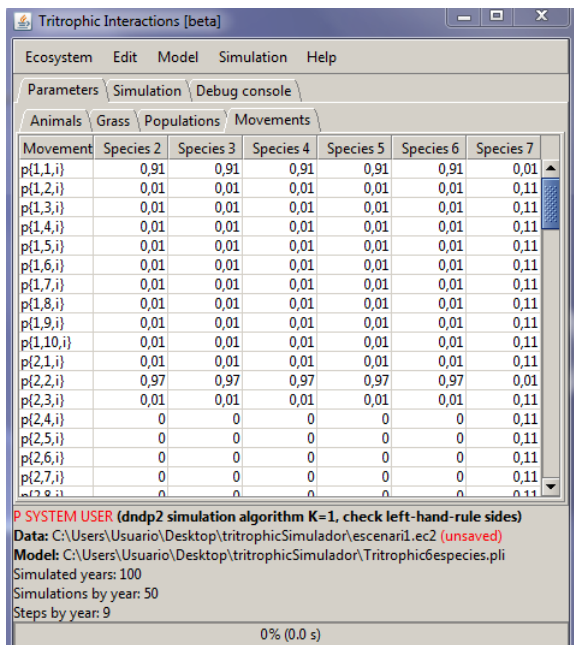 Tritrophic Interactions [beta]
Ecosystem Edit Model Simulation Help
Parameters Simulation Debug console
Animals Grass Populations Movements
Movement Species 2 Species 3 Species 4 Species 5 Species 6 Species 7
p{1,1,i} 0,91 0,91 0,91 0,91 0,91 0,01
p{1,2,i} 0,01 0,01 0,01 0,01 0,01 0,11
p{1,3,i} 0,01 0,01 0,01 0,01 0,01 0,11
p{1,4,i} 0,01 0,01 0,01 0,01 0,01 0,11
p{1,5,i} 0,01 0,01 0,01 0,01 0,01 0,11
p{1,6,i} 0,01 0,01 0,01 0,01 0,01 0,11
p{1,7,i} 0,01 0,01 0,01 0,01 0,01 0,11
p{1,8,i} 0,01 0,01 0,01 0,01 0,01 0,11
p{1,9,i} 0,01 0,01 0,01 0,01 0,01 0,11
p{1,10,i} 0,01 0,01 0,01 0,01 0,01 0,11
p{2,1,i} 0,01 0,01 0,01 0,01 0,01 0,11
p{2,2,i} 0,97 0,97 0,97 0,97 0,97 0,01
p{2,3,i} 0,01 0,01 0,01 0,01 0,01 0,11
p{2,4,i} 0 0 0 0 0 0,11
p{2,5,i} 0 0 0 0 0 0,11
p{2,6,i} 0 0 0 0 0 0,11
p{2,7,i} 0 0 0 0 0 0,11
p{2,8,i} 0 0 0 0 0 0,11
P SYSTEM USER (dndp2 simulation algorithm K=1, check left-hand-rule sides)
Data: C:\Users\Usuario\Desktop\tritrophicSimulador\escenari1.ec2 (unsaved)
Model: C:\Users\Usuario\Desktop\tritrophicSimulador\Tritrophic6especies.pli
Simulated years: 100
Simulations by year: 50
Steps by year: 9
0% (0.0 s)